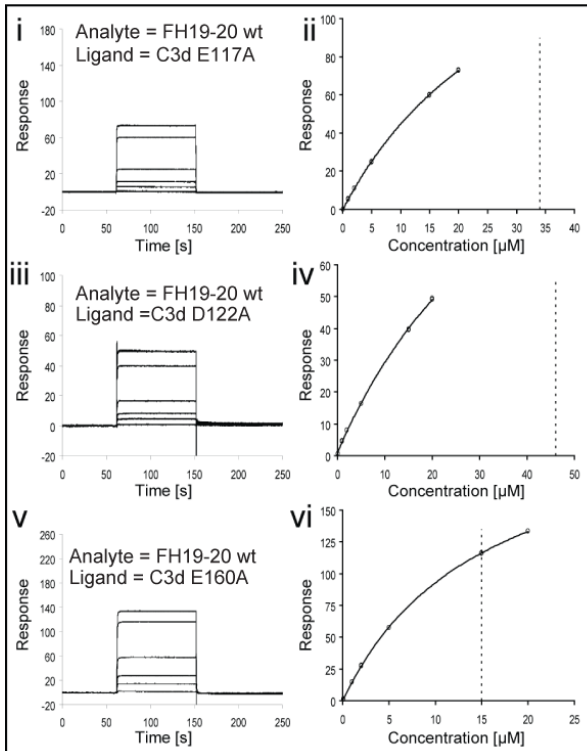 i
Analyte = FH19-20 wt
Ligand = C3d E117A
180
140
100
60
20
-20
Response
0 50 100 150 200 250
Time [s]
ii
100
80
60
40
20
0
Response
0 5 10 15 20 25 30 35 40
Concentration [µM]
iii
Analyte = FH19-20 wt
Ligand =C3d D122A
100
80
60
40
20
0
-20
Response
0 50 100 150 200 250
Time [s]
iv
60
50
40
30
20
10
0
Response
0 10 20 30 40 50
Concentration [µM]
v
Analyte = FH19-20 wt
Ligand = C3d E160A
260
220
180
140
100
60
20
-20
Response
0 50 100 150 200 250
Time [s]
vi
150
125
100
75
50
25
0
Response
0 5 10 15 20 25
Concentration [µM]